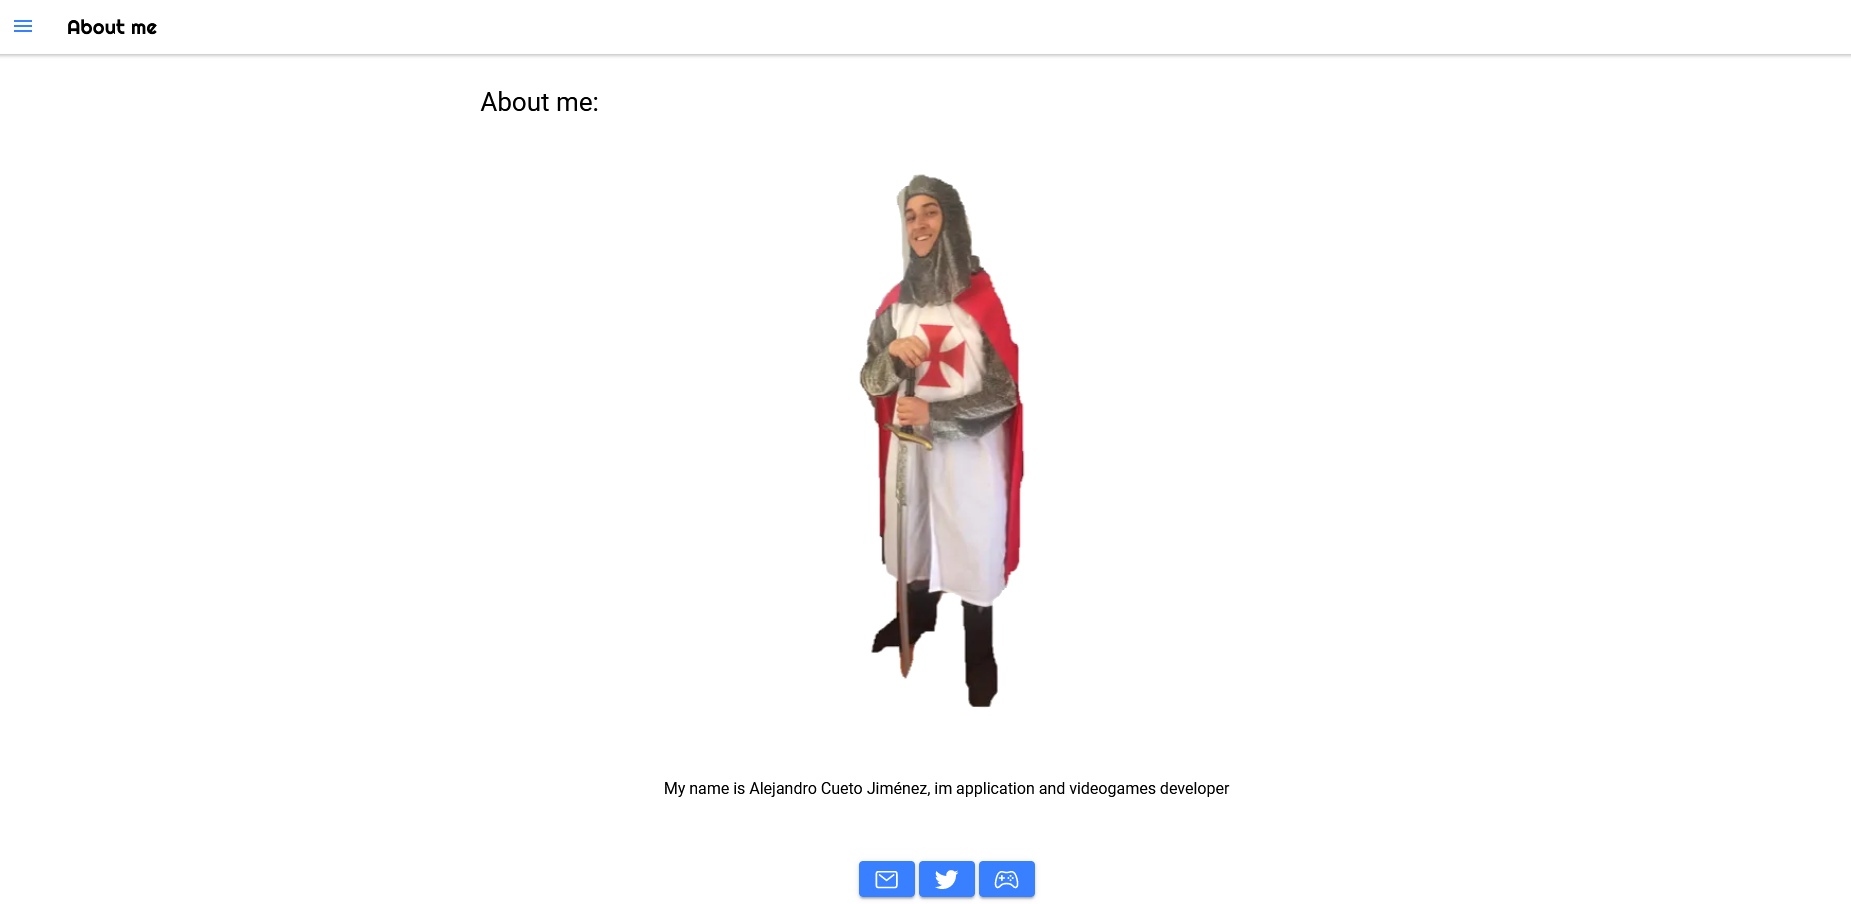 About me
About me:
My name is Alejandro Cueto Jiménez, im application and videogames developer